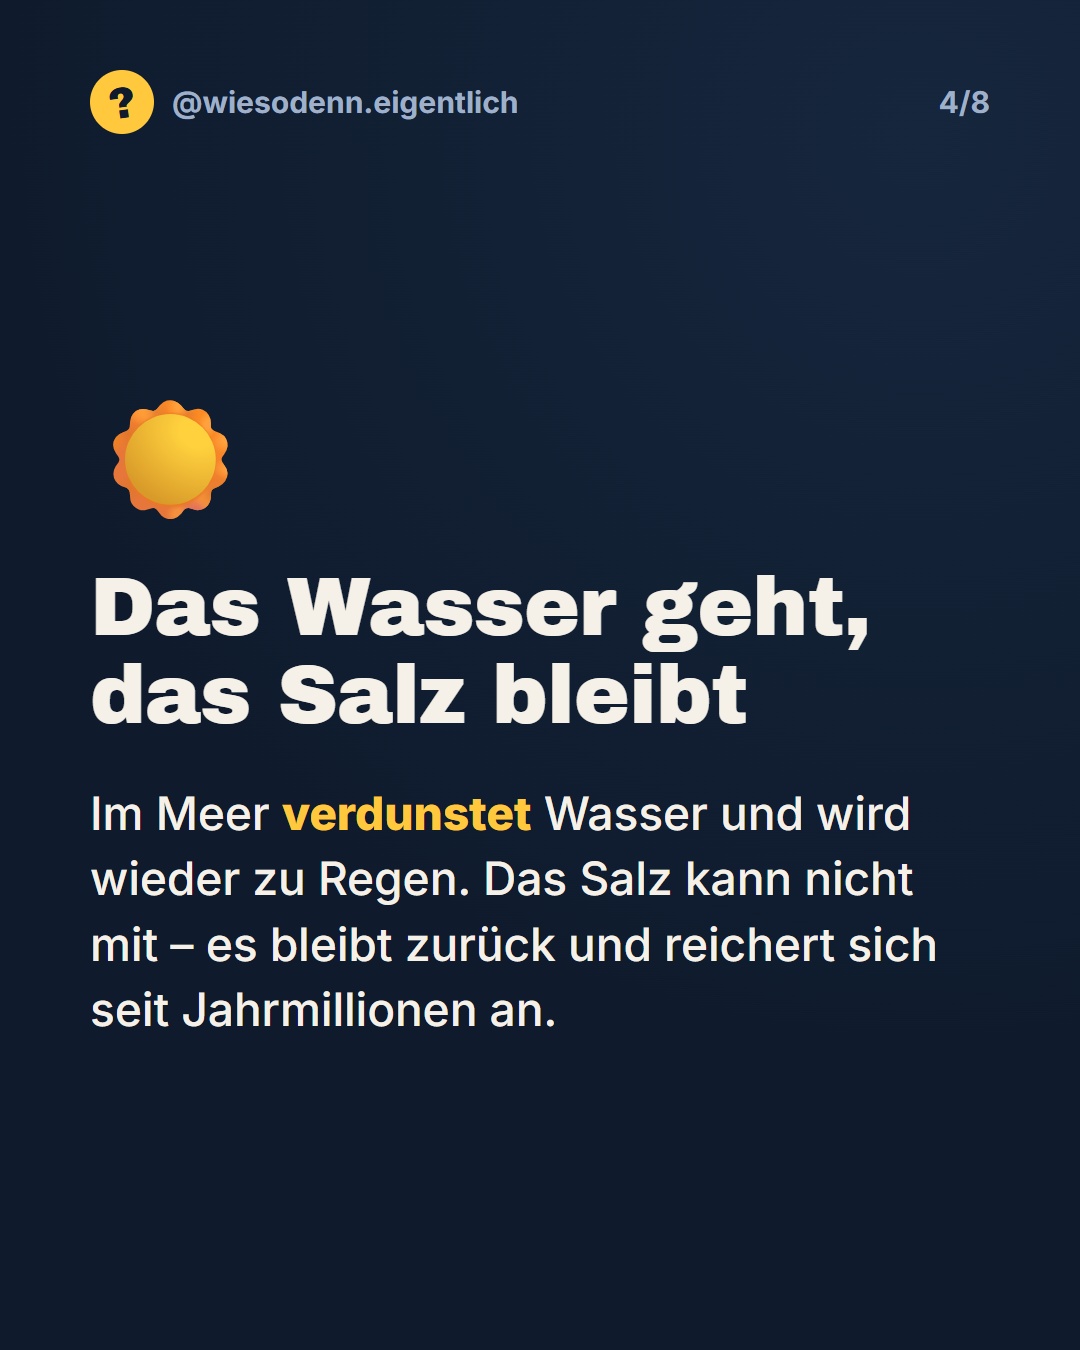 ?
@wiesodenn.eigentlich
4/8
Das Wasser geht,
das Salz bleibt
Im Meer verdunstet Wasser und wird
wieder zu Regen. Das Salz kann nicht
mit – es bleibt zurück und reichert sich
seit Jahrmillionen an.